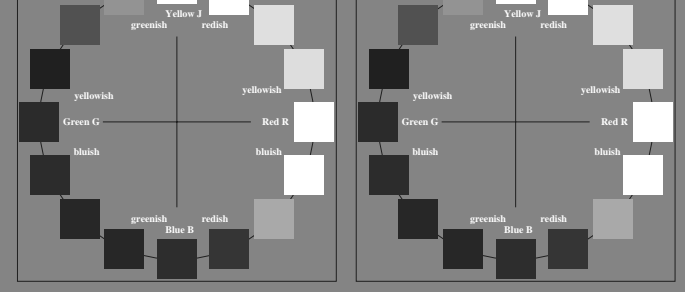 Yellow J
greenish redish
yellowish
yellowish
Green G Red R
bluish bluish
greenish redish
Blue B
Yellow J
greenish redish
yellowish
yellowish
Green G Red R
bluish bluish
greenish redish
Blue B